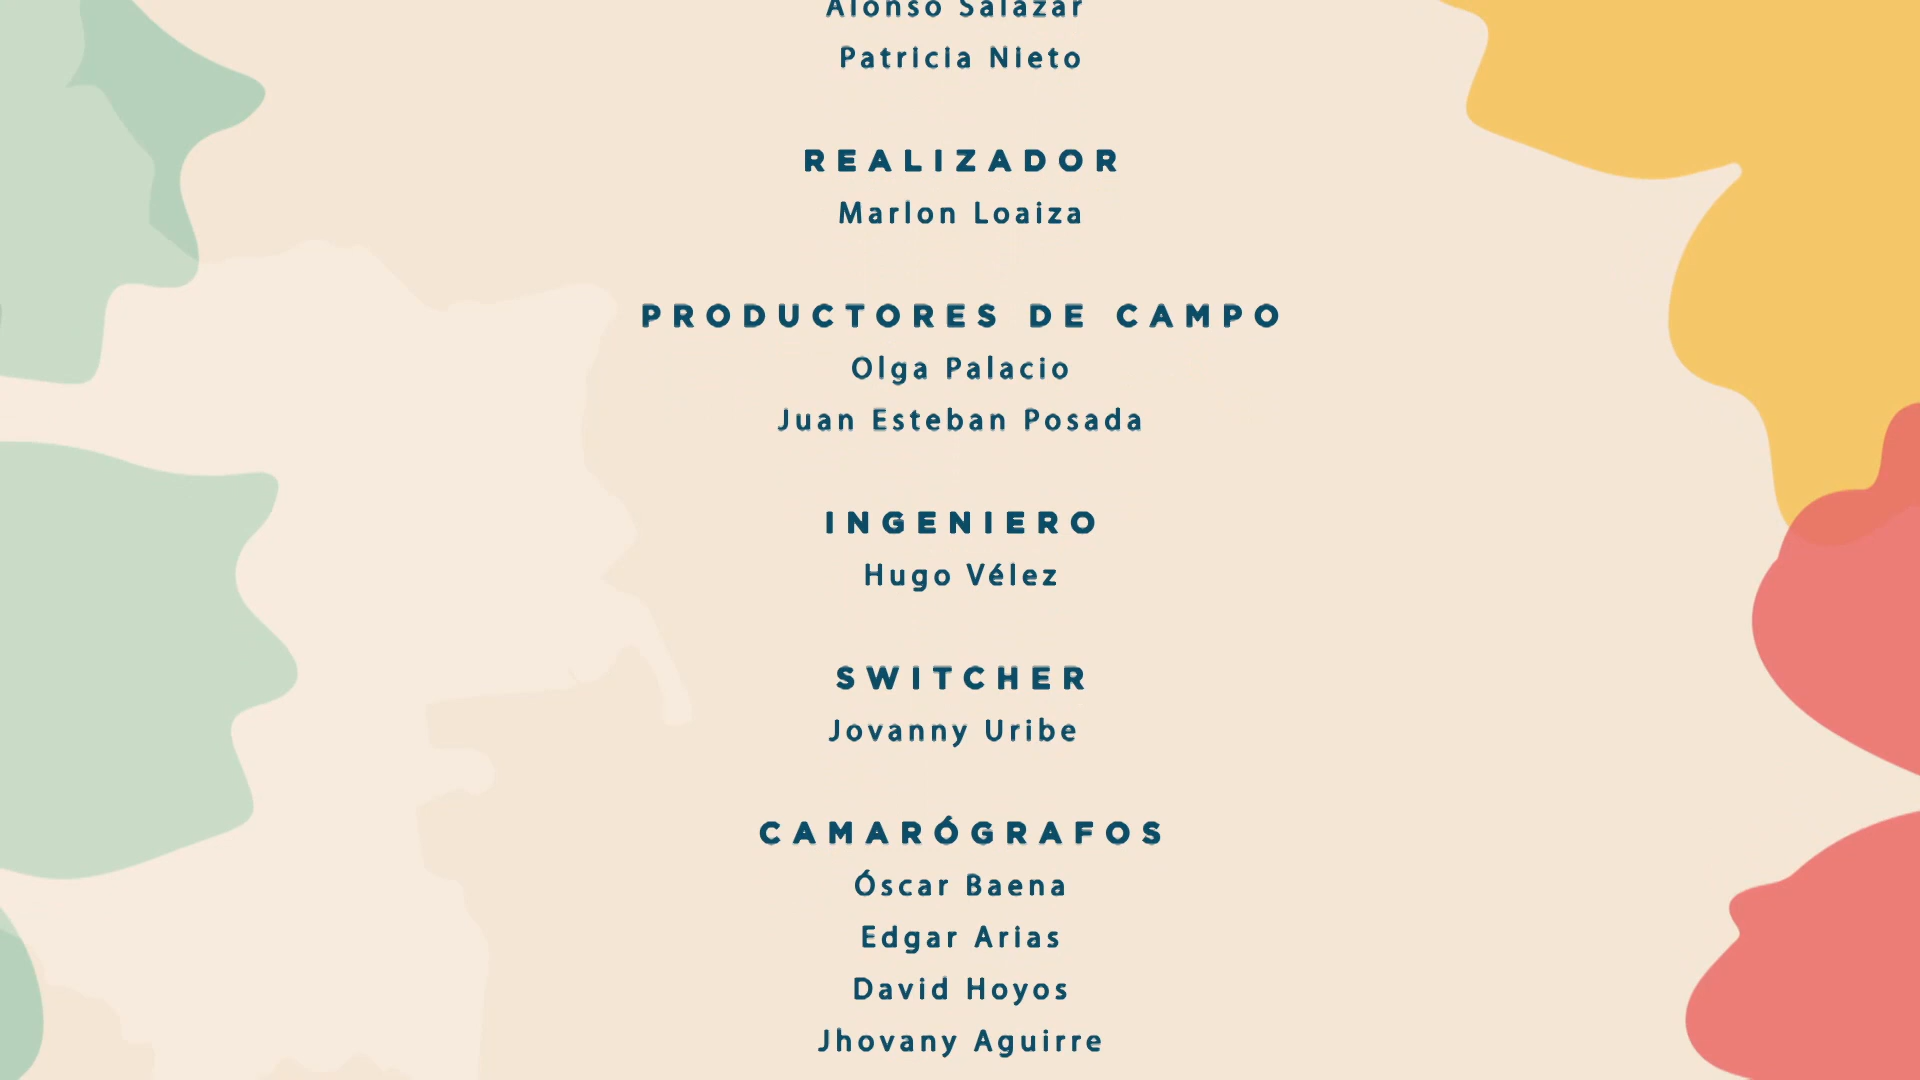 Alonso Salazar
Patricia Nieto
REALIZADOR
Marlon Loaiza
PRODUCTORES DE CAMPO
Olga Palacio
Juan Esteban Posada
INGENIERO
Hugo Vélez
SWITCHER
Jovanny Uribe
CAMARÓGRAFOS
Óscar Baena
Edgar Arias
David Hoyos
Jhovany Aguirre